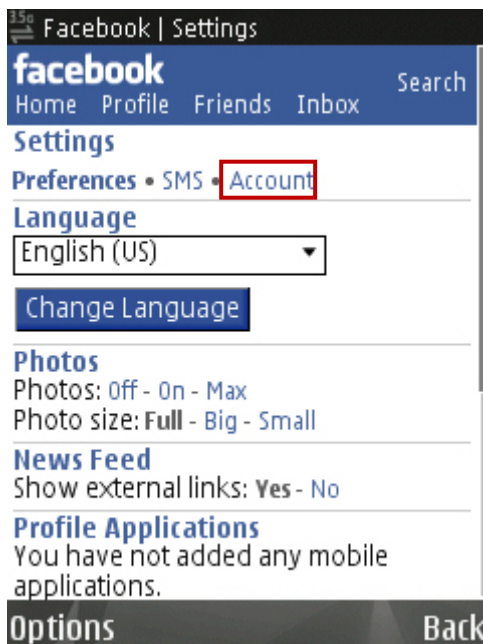 3.5G
Facebook | Settings
facebook
Search
Home Profile Friends Inbox
Settings
Preferences • SMS • Account
Language
English (US)
Change Language
Photos
Photos: Off - On - Max
Photo size: Full - Big - Small
News Feed
Show external links: Yes - No
Profile Applications
You have not added any mobile
applications.
Options Back